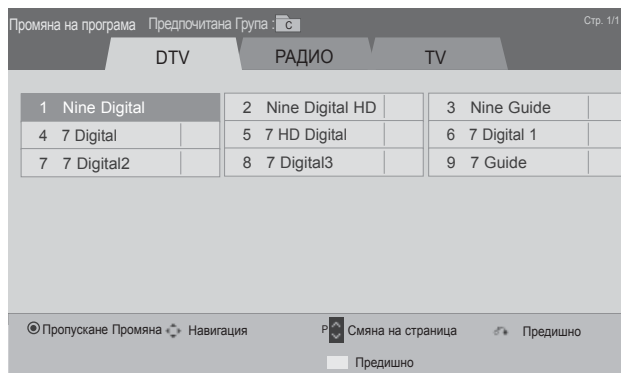 Промяна на програма Предпочитана Група : C Стр. 1/1
DTV РАДИО TV
1 Nine Digital 2 Nine Digital HD 3 Nine Guide
4 7 Digital 5 7 HD Digital 6 7 Digital 1
7 7 Digital2 8 7 Digital3 9 7 Guide
Пропускане Промяна Навигация P Смяна на страница Предишно
Предишно